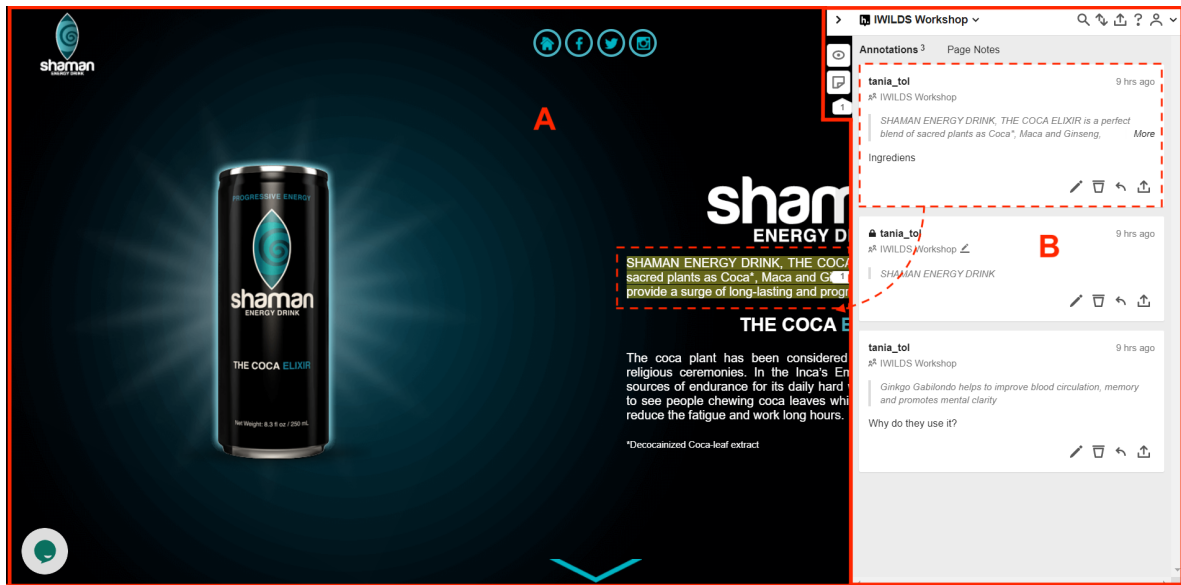 shaman
ENERGY DRINK
A
PROGRESSIVE ENERGY
shaman
ENERGY DRINK
THE COCA ELIXIR
Net Weight: 8.3 fl oz / 250 mL
sham
ENERGY D
SHAMAN ENERGY DRINK, THE COCA
sacred plants as Coca*, Maca and G 1
provide a surge of long-lasting and progr
THE COCA E
The coca plant has been considered
religious ceremonies. In the Inca's Em
sources of endurance for its daily hard
to see people chewing coca leaves whi
reduce the fatigue and work long hours.
*Decocainized Coca-leaf extract
1
h. IWILDS Workshop
Annotations 3 Page Notes
tania_tol 9 hrs ago
IWILDS Workshop
SHAMAN ENERGY DRINK, THE COCA ELIXIR is a perfect
blend of sacred plants as Coca*, Maca and Ginseng, More
Ingrediens
tania_tol 9 hrs ago
IWILDS Workshop
B
SHAMAN ENERGY DRINK
tania_tol 9 hrs ago
IWILDS Workshop
Ginkgo Gabilondo helps to improve blood circulation, memory
and promotes mental clarity
Why do they use it?